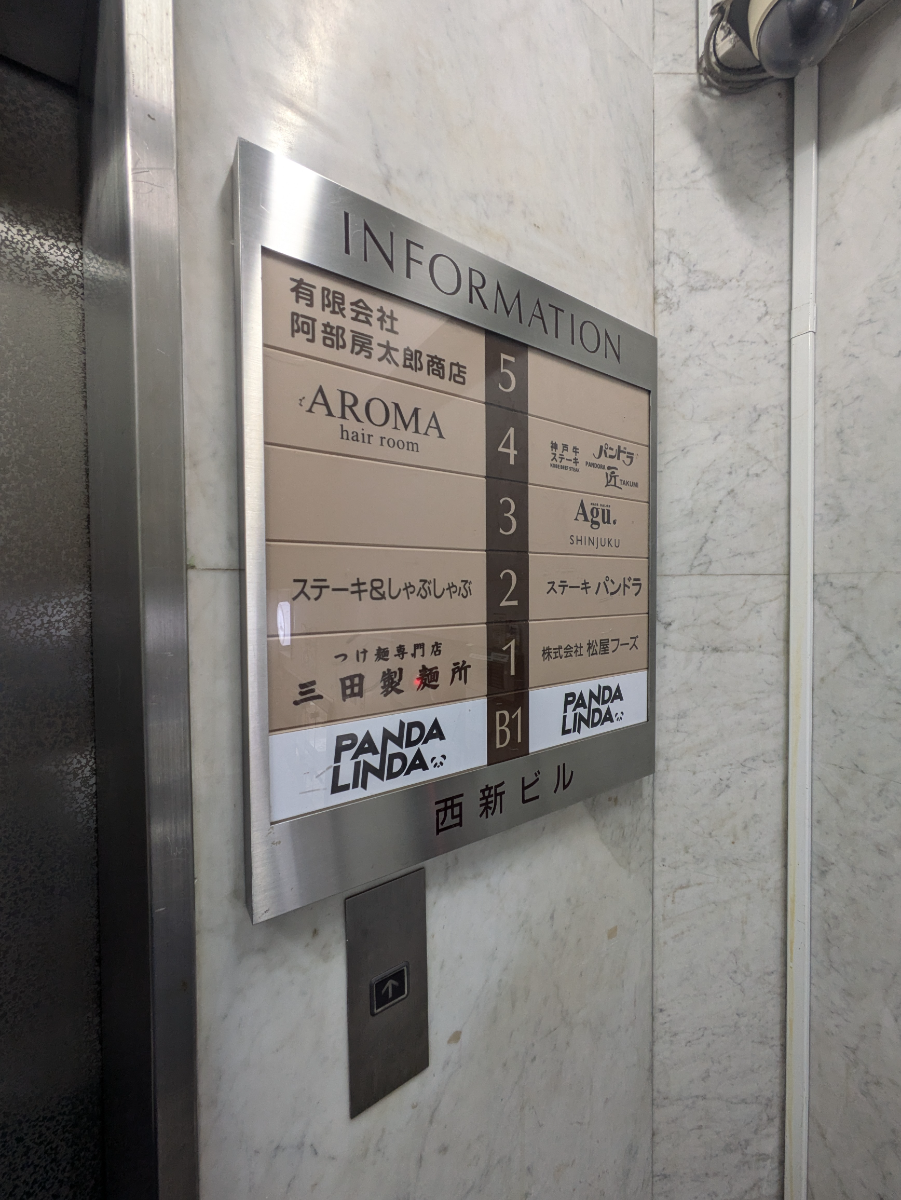 INFORMATION
有限会社
阿部房太郎商店
5
AROMA
hair room
4
神戸牛
ステーキ
KOBE BEEF STEAK
パンドラ
PANDORA 匠 TAKUMI
3
Agu.
SHINJUKU
ステーキ&しゃぶしゃぶ
2
ステーキ パンドラ
つけ麺専門店
三田製麺所
1
株式会社 松屋フーズ
PANDA
LINDA
B1
PANDA
LINDA
西新ビル